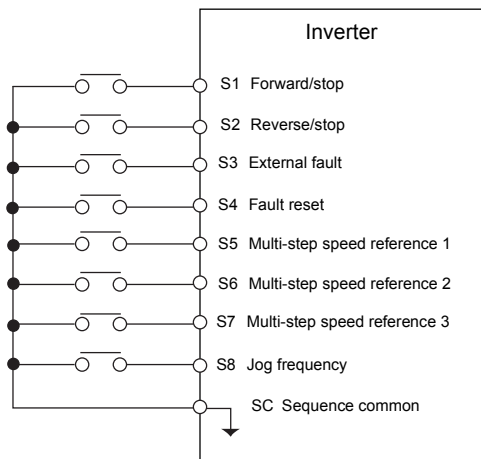 Inverter
S1 Forward/stop
S2 Reverse/stop
S3 External fault
S4 Fault reset
S5 Multi-step speed reference 1
S6 Multi-step speed reference 2
S7 Multi-step speed reference 3
S8 Jog frequency
SC Sequence common